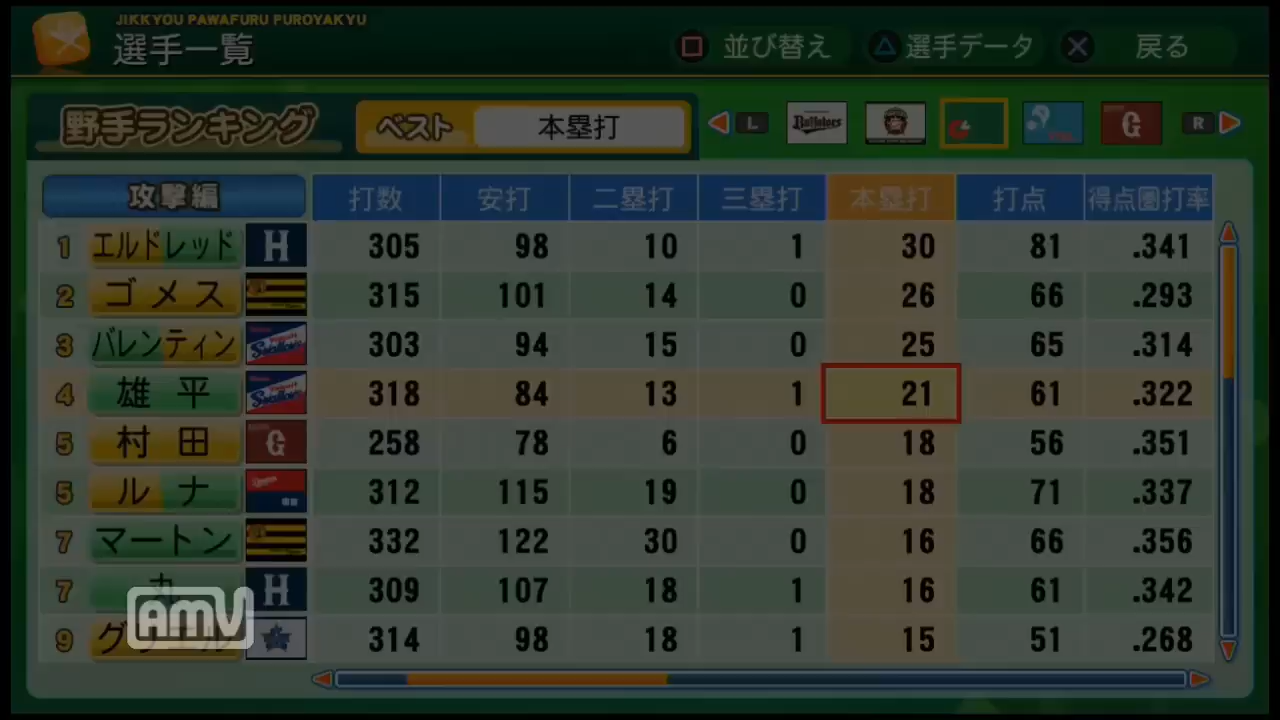 JIKKYOU PAWAFURU PUROYAKYU
選手一覧 並び替え 選手データ 戻る
野手ランキング ベスト 本塁打 L Buffaloes G R
攻撃編 打数 安打 二塁打 三塁打 本塁打 打点 得点圏打率
1 エルドレッド H 305 98 10 1 30 81 .341
2 ゴメス 315 101 14 0 26 66 .293
3 バレンティン Swallows 303 94 15 0 25 65 .314
4 雄平 Swallows 318 84 13 1 21 61 .322
5 村田 G 258 78 6 0 18 56 .351
5 ルナ 312 115 19 0 18 71 .337
7 マートン 332 122 30 0 16 66 .356
7 丸 H 309 107 18 1 16 61 .342
9 グ エル 314 98 18 1 15 51 .268
AMV